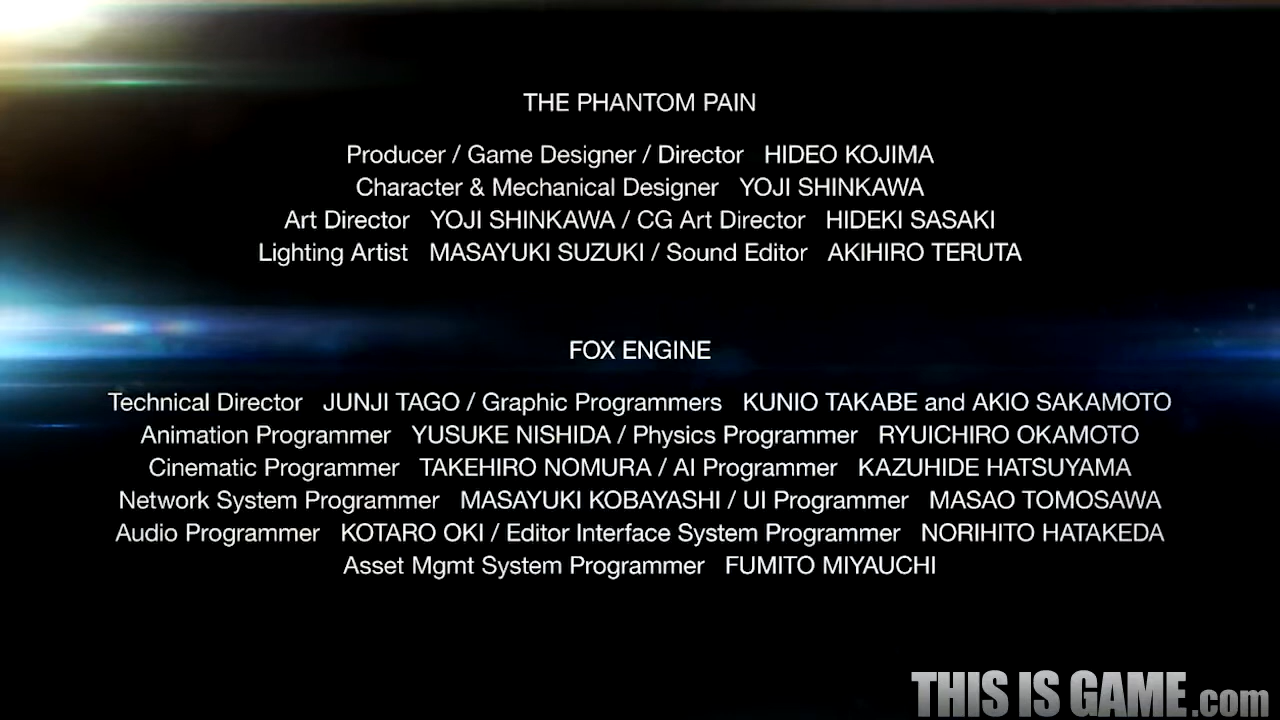 THE PHANTOM PAIN
Producer / Game Designer / Director HIDEO KOJIMA
Character & Mechanical Designer YOJI SHINKAWA
Art Director YOJI SHINKAWA / CG Art Director HIDEKI SASAKI
Lighting Artist MASAYUKI SUZUKI / Sound Editor AKIHIRO TERUTA
FOX ENGINE
Technical Director JUNJI TAGO / Graphic Programmers KUNIO TAKABE and AKIO SAKAMOTO
Animation Programmer YUSUKE NISHIDA / Physics Programmer RYUICHIRO OKAMOTO
Cinematic Programmer TAKEHIRO NOMURA / AI Programmer KAZUHIDE HATSUYAMA
Network System Programmer MASAYUKI KOBAYASHI / UI Programmer MASAO TOMOSAWA
Audio Programmer KOTARO OKI / Editor Interface System Programmer NORIHITO HATAKEDA
Asset Mgmt System Programmer FUMITO MIYAUCHI
THIS IS GAME.com